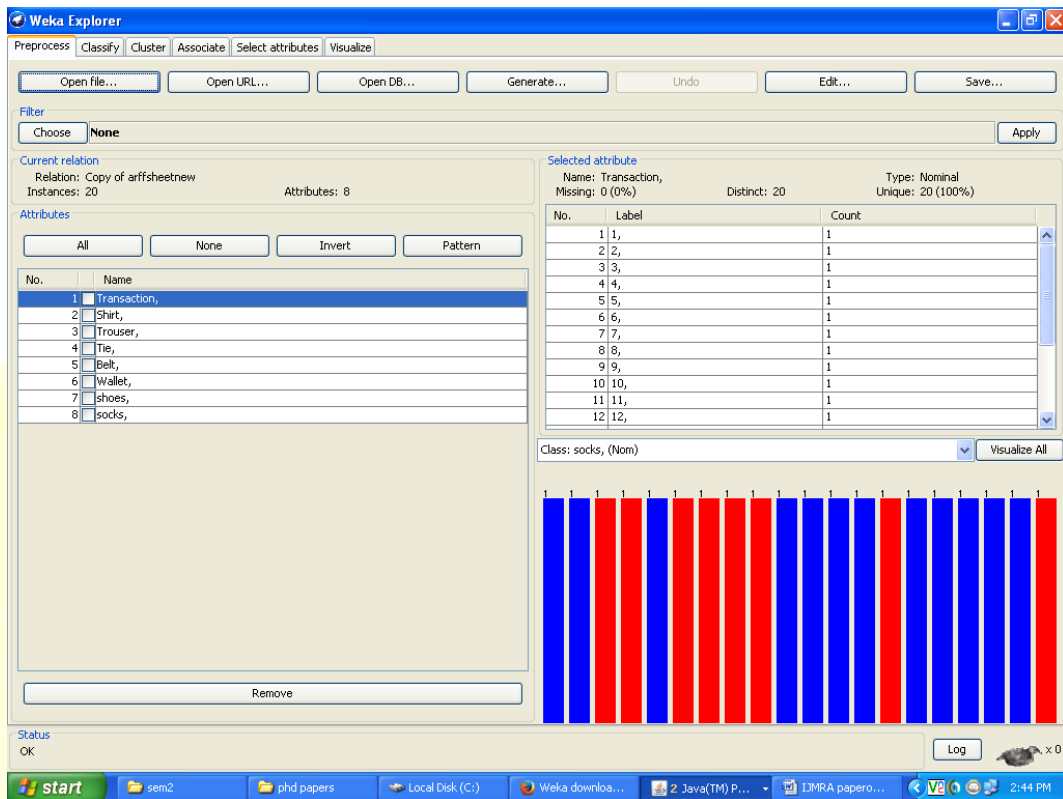 Weka Explorer
Preprocess Classify Cluster Associate Select attributes Visualize
Open file... Open URL... Open DB... Generate... Undo Edit... Save...
Filter
Choose None Apply
Current relation
Relation: Copy of arffsheetnew
Instances: 20 Attributes: 8
Attributes
All None Invert Pattern
No. Name
1 Transaction,
2 Shirt,
3 Trouser,
4 Tie,
5 Belt,
6 Wallet,
7 shoes,
8 socks,
Remove
Selected attribute
Name: Transaction, Type: Nominal
Missing: 0 (0%) Distinct: 20 Unique: 20 (100%)
No. Label Count
1 1, 1
2 2, 1
3 3, 1
4 4, 1
5 5, 1
6 6, 1
7 7, 1
8 8, 1
9 9, 1
10 10, 1
11 11, 1
12 12, 1
Class: socks, (Nom) Visualize All
1 1 1 1 1 1 1 1 1 1 1 1 1 1 1 1 1 1 1 1
Status
OK Log x 0
start sem2 phd papers Local Disk (C:) Weka downloa... 2 Java(TM) P... IJMRA papero... 2:44 PM